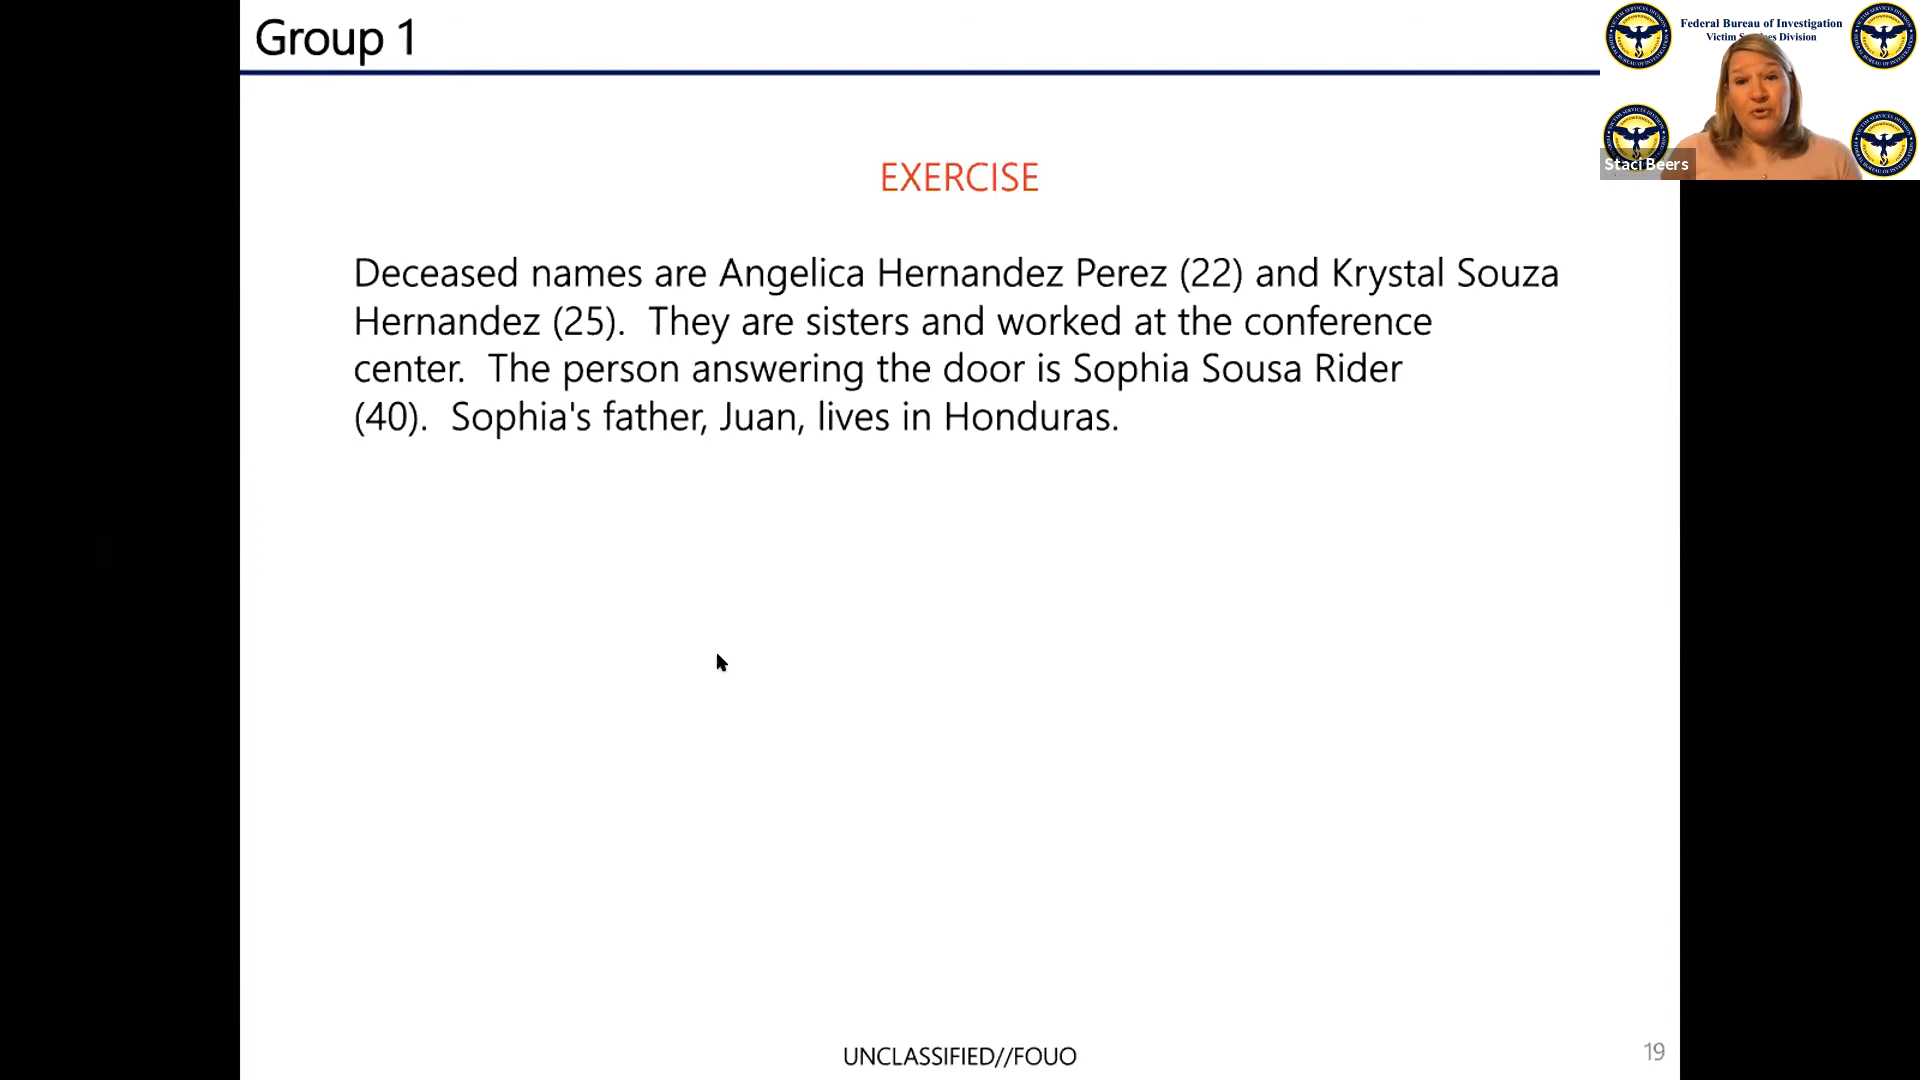 Group 1
Federal Bureau of Investigation
Victim Services Division
Staci Beers
EXERCISE
Deceased names are Angelica Hernandez Perez (22) and Krystal Souza
Hernandez (25).  They are sisters and worked at the conference
center.  The person answering the door is Sophia Sousa Rider
(40).  Sophia's father, Juan, lives in Honduras.
UNCLASSIFIED//FOUO
19